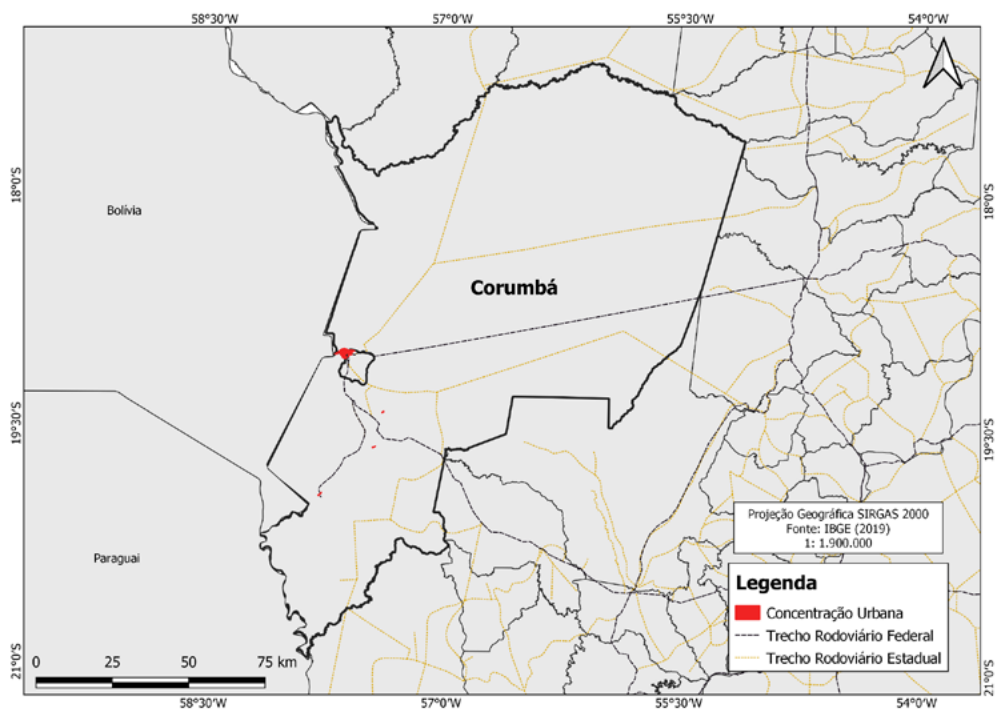 58°30'W 57°0'W 55°30'W 54°0'W
18°0'S
18°0'S
Bolívia
Corumbá
19°30'S
19°30'S
Projeção Geográfica SIRGAS 2000
Fonte: IBGE (2019)
1: 1.900.000
Paraguai
Legenda
Concentração Urbana
Trecho Rodoviário Federal
Trecho Rodoviário Estadual
21°0'S
21°0'S
0 25 50 75 km
58°30'W 57°0'W 55°30'W 54°0'W